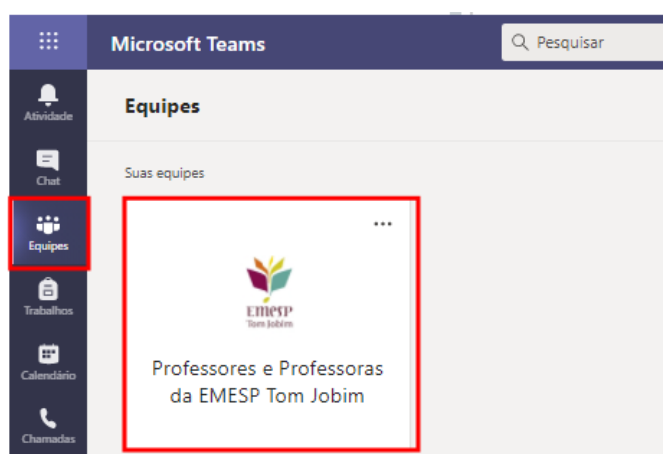 Microsoft Teams
Pesquisar
Atividade
Equipes
Chat
Suas equipes
Equipes
...
EMESP
Tom Jobim
Trabalhos
Professores e Professoras
da EMESP Tom Jobim
Calendário
Chamadas